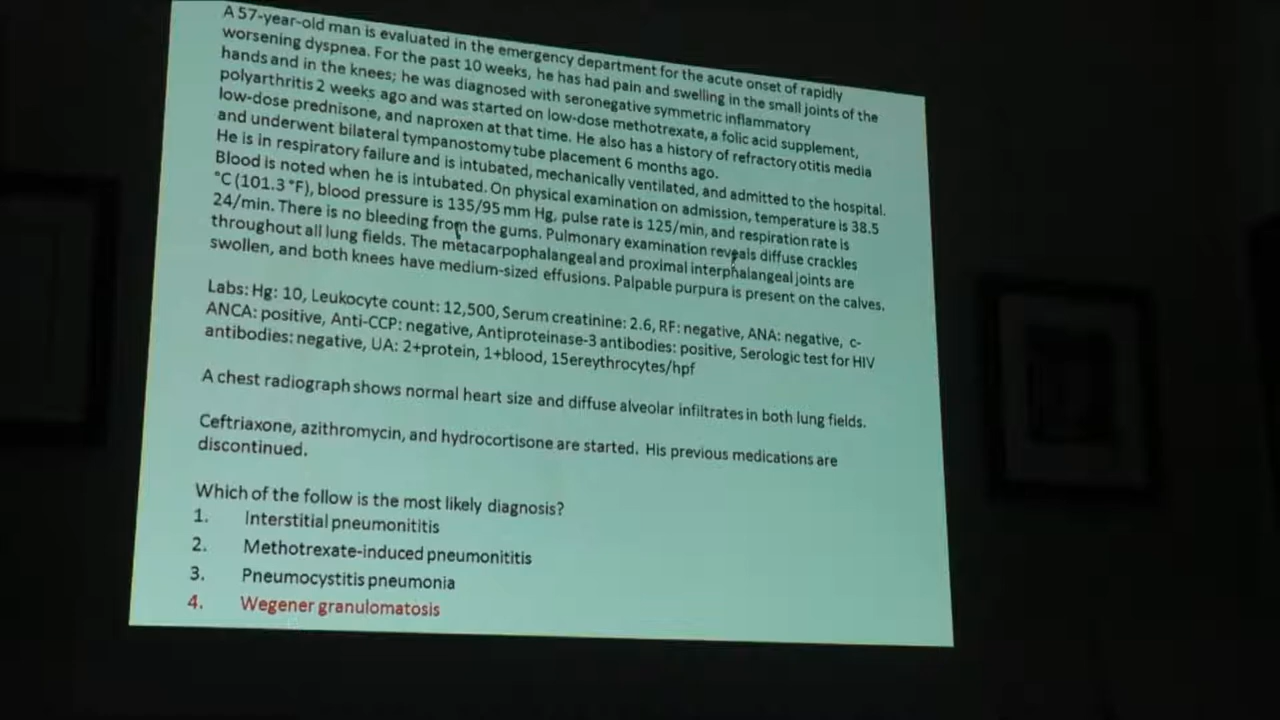 A 57-year-old man is evaluated in the emergency department for the acute onset of rapidly
worsening dyspnea. For the past 10 weeks, he has had pain and swelling in the small joints of the
hands and in the knees; he was diagnosed with seronegative symmetric inflammatory
polyarthritis 2 weeks ago and was started on low-dose methotrexate, a folic acid supplement,
low-dose prednisone, and naproxen at that time. He also has a history of refractory otitis media
and underwent bilateral tympanostomy tube placement 6 months ago.
He is in respiratory failure and is intubated, mechanically ventilated, and admitted to the hospital.
Blood is noted when he is intubated. On physical examination on admission, temperature is 38.5
°C (101.3 °F), blood pressure is 135/95 mm Hg, pulse rate is 125/min, and respiration rate is
24/min. There is no bleeding from the gums. Pulmonary examination reveals diffuse crackles
throughout all lung fields. The metacarpophalangeal and proximal interphalangeal joints are
swollen, and both knees have medium-sized effusions. Palpable purpura is present on the calves.
Labs: Hg: 10, Leukocyte count: 12,500, Serum creatinine: 2.6, RF: negative, ANA: negative, c-
ANCA: positive, Anti-CCP: negative, Antiproteinase-3 antibodies: positive, Serologic test for HIV
antibodies: negative, UA: 2+protein, 1+blood, 15ereythrocytes/hpf
A chest radiograph shows normal heart size and diffuse alveolar infiltrates in both lung fields.
Ceftriaxone, azithromycin, and hydrocortisone are started. His previous medications are
discontinued.
Which of the follow is the most likely diagnosis?
1. Interstitial pneumonititis
2. Methotrexate-induced pneumonititis
3. Pneumocystitis pneumonia
4. Wegener granulomatosis